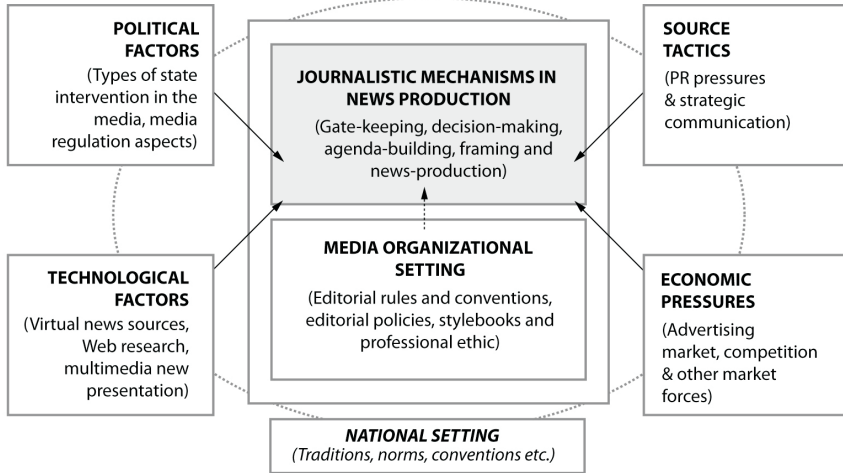 POLITICAL
FACTORS
(Types of state
intervention in the
media, media
regulation aspects)
JOURNALISTIC MECHANISMS IN
NEWS PRODUCTION
(Gate-keeping, decision-making,
agenda-building, framing and
news-production)
SOURCE
TACTICS
(PR pressures
& strategic
communication)
TECHNOLOGICAL
FACTORS
(Virtual news sources,
Web research,
multimedia new
presentation)
MEDIA ORGANIZATIONAL
SETTING
(Editorial rules and conventions,
editorial policies, stylebooks and
professional ethic)
ECONOMIC
PRESSURES
(Advertising
market, competition
& other market
forces)
NATIONAL SETTING
(Traditions, norms, conventions etc.)